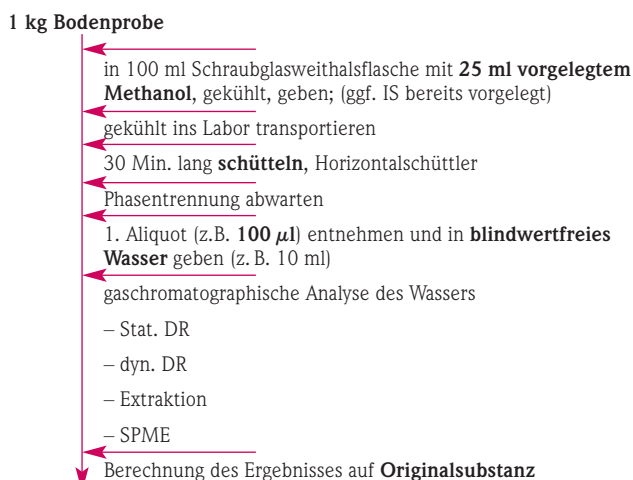 1 kg Bodenprobe
in 100 ml Schraubglasweithalsflasche mit 25 ml vorgelegtem
Methanol, gekühlt, geben; (ggf. IS bereits vorgelegt)
gekühlt ins Labor transportieren
30 Min. lang schütteln, Horizontalschüttler
Phasentrennung abwarten
1. Aliquot (z.B. 100 µl) entnehmen und in blindwertfreies
Wasser geben (z. B. 10 ml)
gaschromatographische Analyse des Wassers
– Stat. DR
– dyn. DR
– Extraktion
– SPME
Berechnung des Ergebnisses auf Originalsubstanz